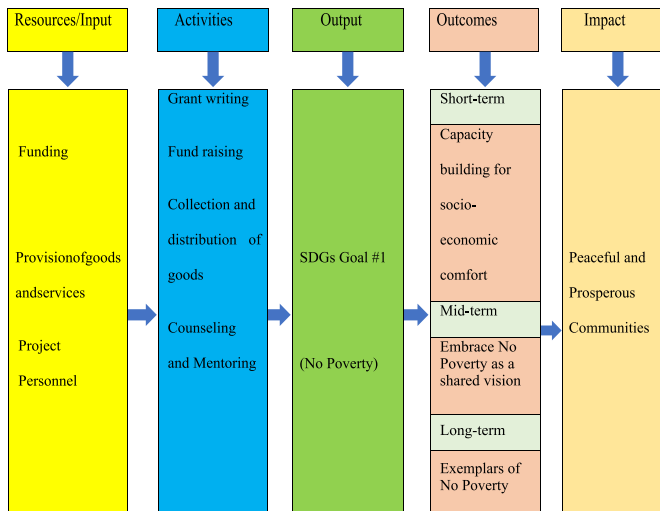 Resources/Input
Activities
Output
Outcomes
Impact
Funding
Provisionofgoods
andservices
Project
Personnel
Grant writing
Fund raising
Collection and
distribution of
goods
Counseling
and Mentoring
SDGs Goal #1
(No Poverty)
Short-term
Capacity
building for
socio-
economic
comfort
Mid-term
Embrace No
Poverty as a
shared vision
Long-term
Exemplars of
No Poverty
Peaceful and
Prosperous
Communities